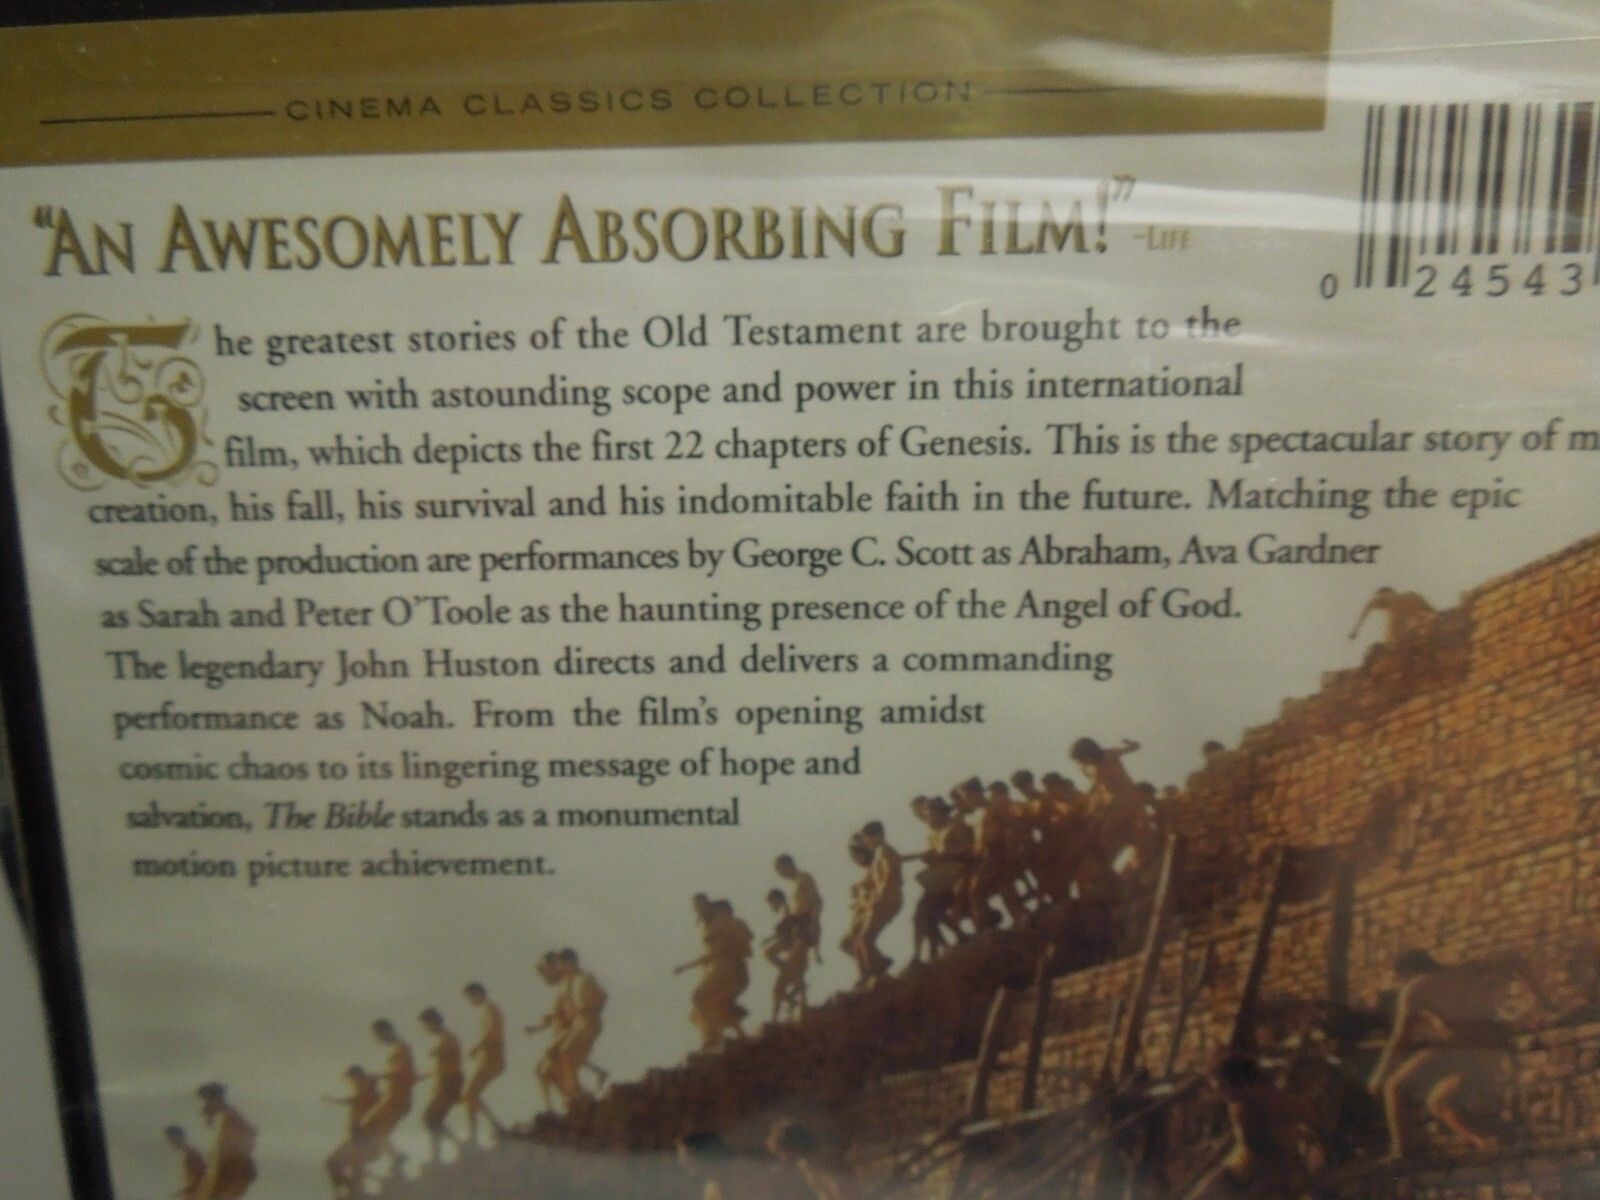 CINEMA CLASSICS COLLECTION
“AN AWESOMELY ABSORBING FILM!” –LIFE
0 24543
The greatest stories of the Old Testament are brought to the
screen with astounding scope and power in this international
film, which depicts the first 22 chapters of Genesis. This is the spectacular story of
creation, his fall, his survival and his indomitable faith in the future. Matching the epic
scale of the production are performances by George C. Scott as Abraham, Ava Gardner
as Sarah and Peter O'Toole as the haunting presence of the Angel of God.
The legendary John Huston directs and delivers a commanding
performance as Noah. From the film's opening amidst
cosmic chaos to its lingering message of hope and
salvation, The Bible stands as a monumental
motion picture achievement.